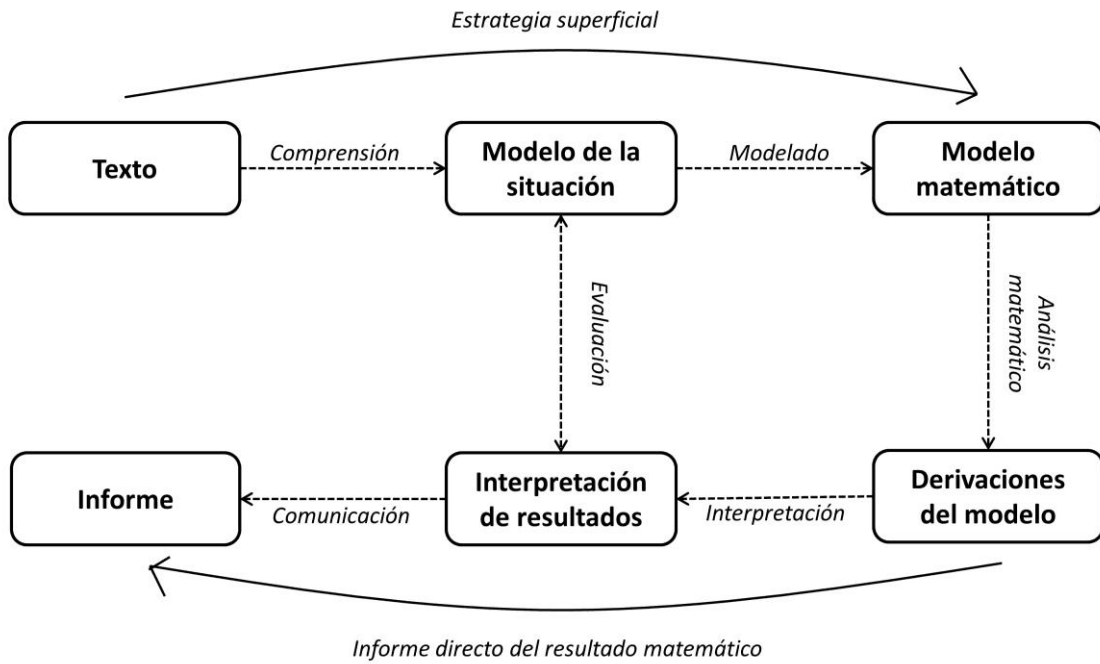 Estrategia superficial
Texto
Comprensión
Modelo de la
situación
Modelado
Modelo
matemático
Evaluación
Análisis
matemático
Informe
Comunicación
Interpretación
de resultados
Interpretación
Derivaciones
del modelo
Informe directo del resultado matemático